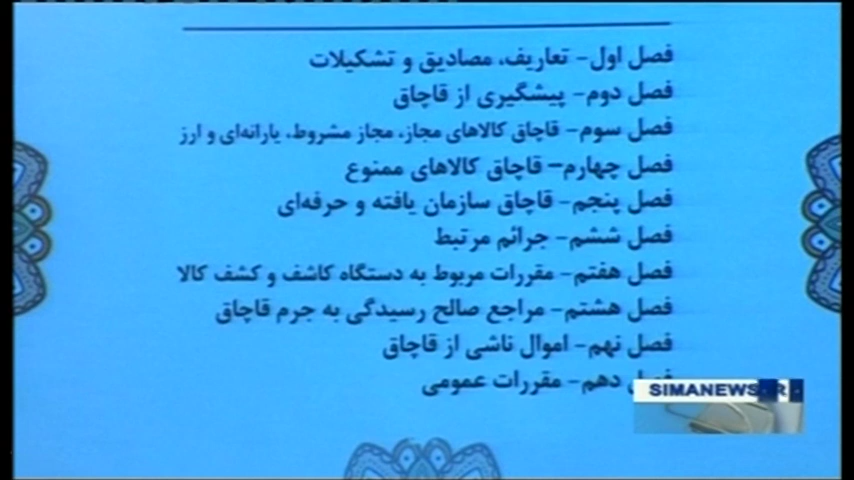 فصل اول- تعاریف، مصادیق و تشکیلات
فصل دوم- پیشگیری از قاچاق
فصل سوم- قاچاق کالاهای مجاز، مجاز مشروط، یارانه‌ای و ارز
فصل چهارم- قاچاق کالاهای ممنوع
فصل پنجم- قاچاق سازمان یافته و حرفه‌ای
فصل ششم- جرائم مرتبط
فصل هفتم- مقررات مربوط به دستگاه کاشف و کشف کالا
فصل هشتم- مراجع صالح رسیدگی به جرم قاچاق
فصل نهم- اموال ناشی از قاچاق
فصل دهم- مقررات عمومی
SIMANEWS.IR